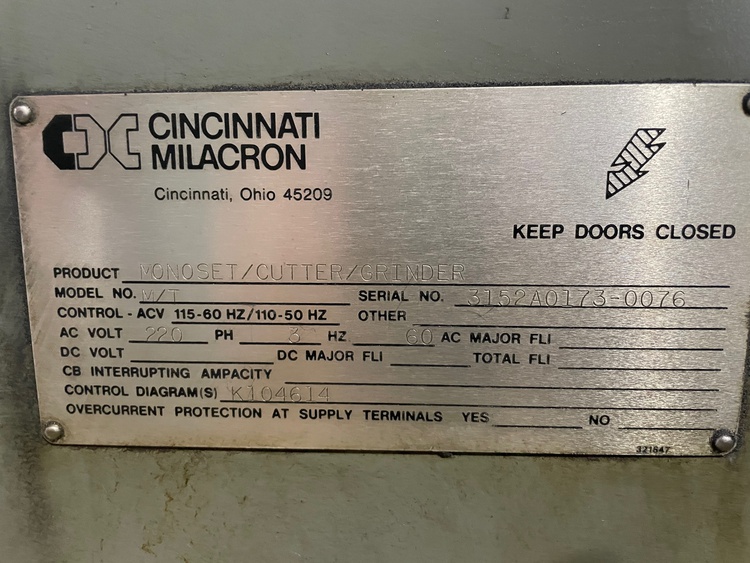 CINCINNATI
MILACRON
Cincinnati, Ohio 45209
KEEP DOORS CLOSED
PRODUCT MONOSET/CUTTER/GRINDER
MODEL NO. M/T SERIAL NO. 3152A0173-0076
CONTROL - ACV 115-60 HZ/110-50 HZ OTHER
AC VOLT 220 PH 3 HZ 60 AC MAJOR FLI
DC VOLT DC MAJOR FLI TOTAL FLI
CB INTERRUPTING AMPACITY
CONTROL DIAGRAM(S) K104614
OVERCURRENT PROTECTION AT SUPPLY TERMINALS YES NO
321847